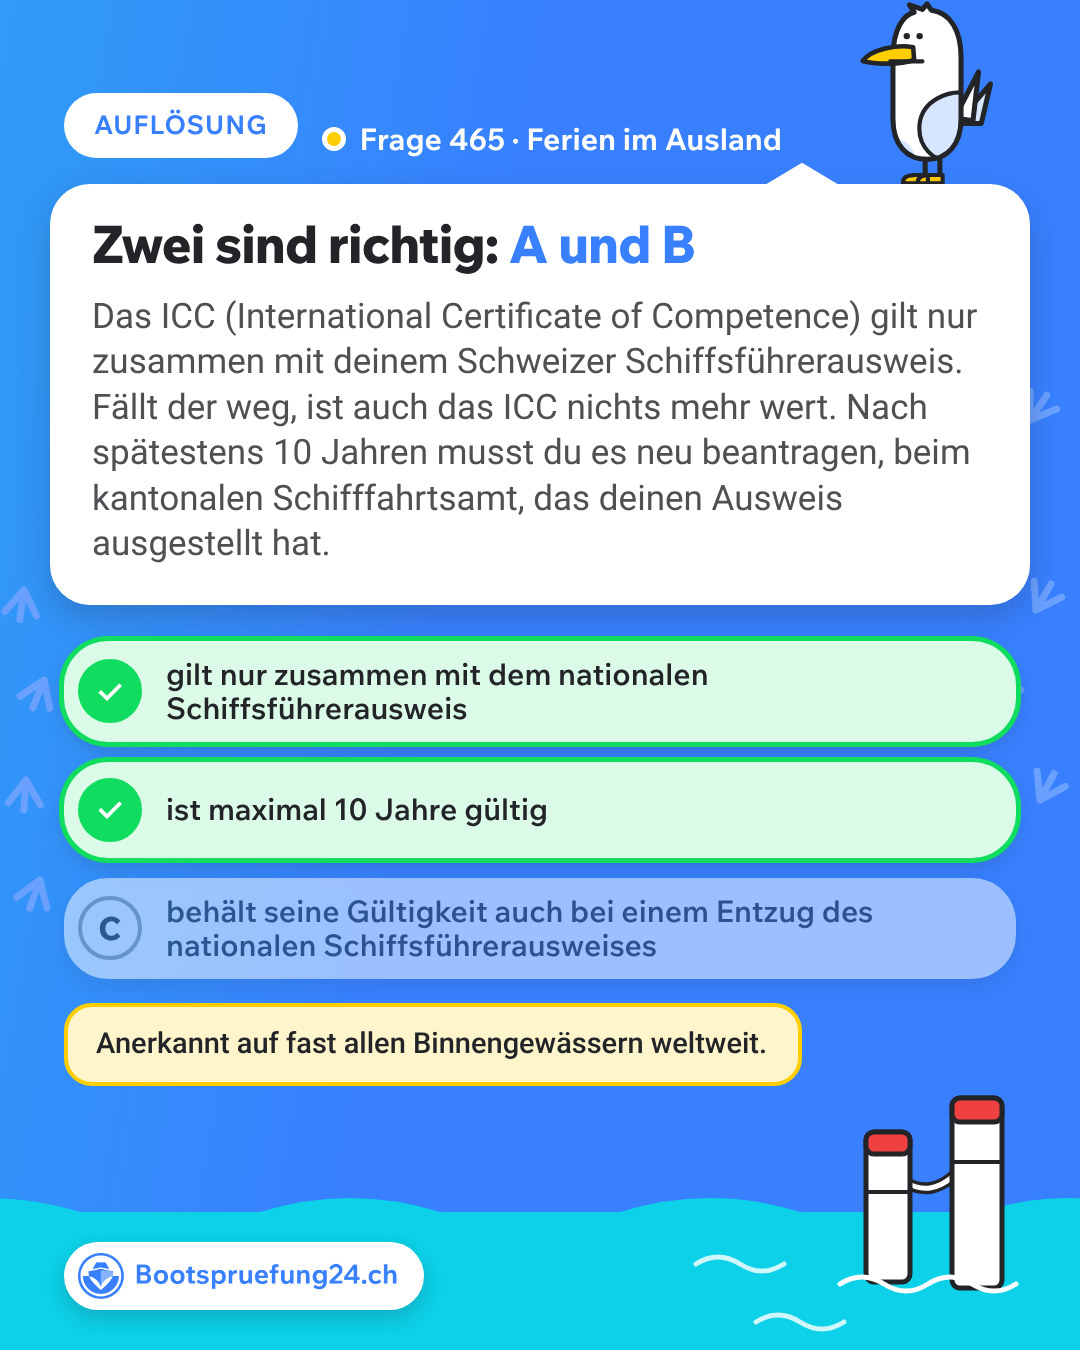 AUFLÖSUNG
Frage 465 · Ferien im Ausland
Zwei sind richtig: A und B
Das ICC (International Certificate of Competence) gilt nur
zusammen mit deinem Schweizer Schiffsführerausweis.
Fällt der weg, ist auch das ICC nichts mehr wert. Nach
spätestens 10 Jahren musst du es neu beantragen, beim
kantonalen Schifffahrtsamt, das deinen Ausweis
ausgestellt hat.
gilt nur zusammen mit dem nationalen
Schiffsführerausweis
ist maximal 10 Jahre gültig
C
behält seine Gültigkeit auch bei einem Entzug des
nationalen Schiffsführerausweises
Anerkannt auf fast allen Binnengewässern weltweit.
Bootspruefung24.ch